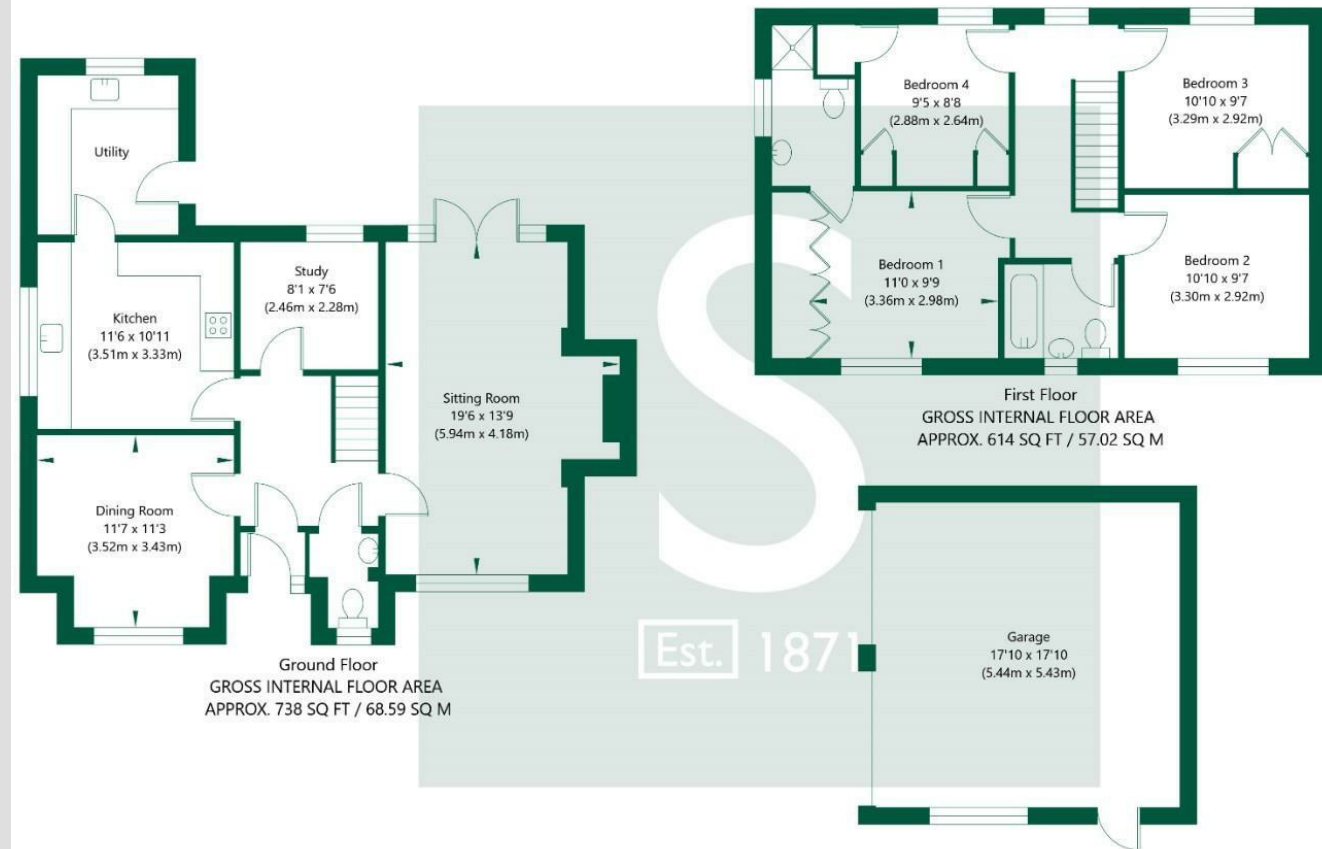 Utility
Kitchen
11'6 x 10'11
(3.51m x 3.33m)
Study
8'1 x 7'6
(2.46m x 2.28m)
Sitting Room
19'6 x 13'9
(5.94m x 4.18m)
Dining Room
11'7 x 11'3
(3.52m x 3.43m)
Ground Floor
GROSS INTERNAL FLOOR AREA
APPROX. 738 SQ FT / 68.59 SQ M
Bedroom 4
9'5 x 8'8
(2.88m x 2.64m)
Bedroom 3
10'10 x 9'7
(3.29m x 2.92m)
Bedroom 1
11'0 x 9'9
(3.36m x 2.98m)
Bedroom 2
10'10 x 9'7
(3.30m x 2.92m)
First Floor
GROSS INTERNAL FLOOR AREA
APPROX. 614 SQ FT / 57.02 SQ M
Garage
17'10 x 17'10
(5.44m x 5.43m)
S
Est. 1871